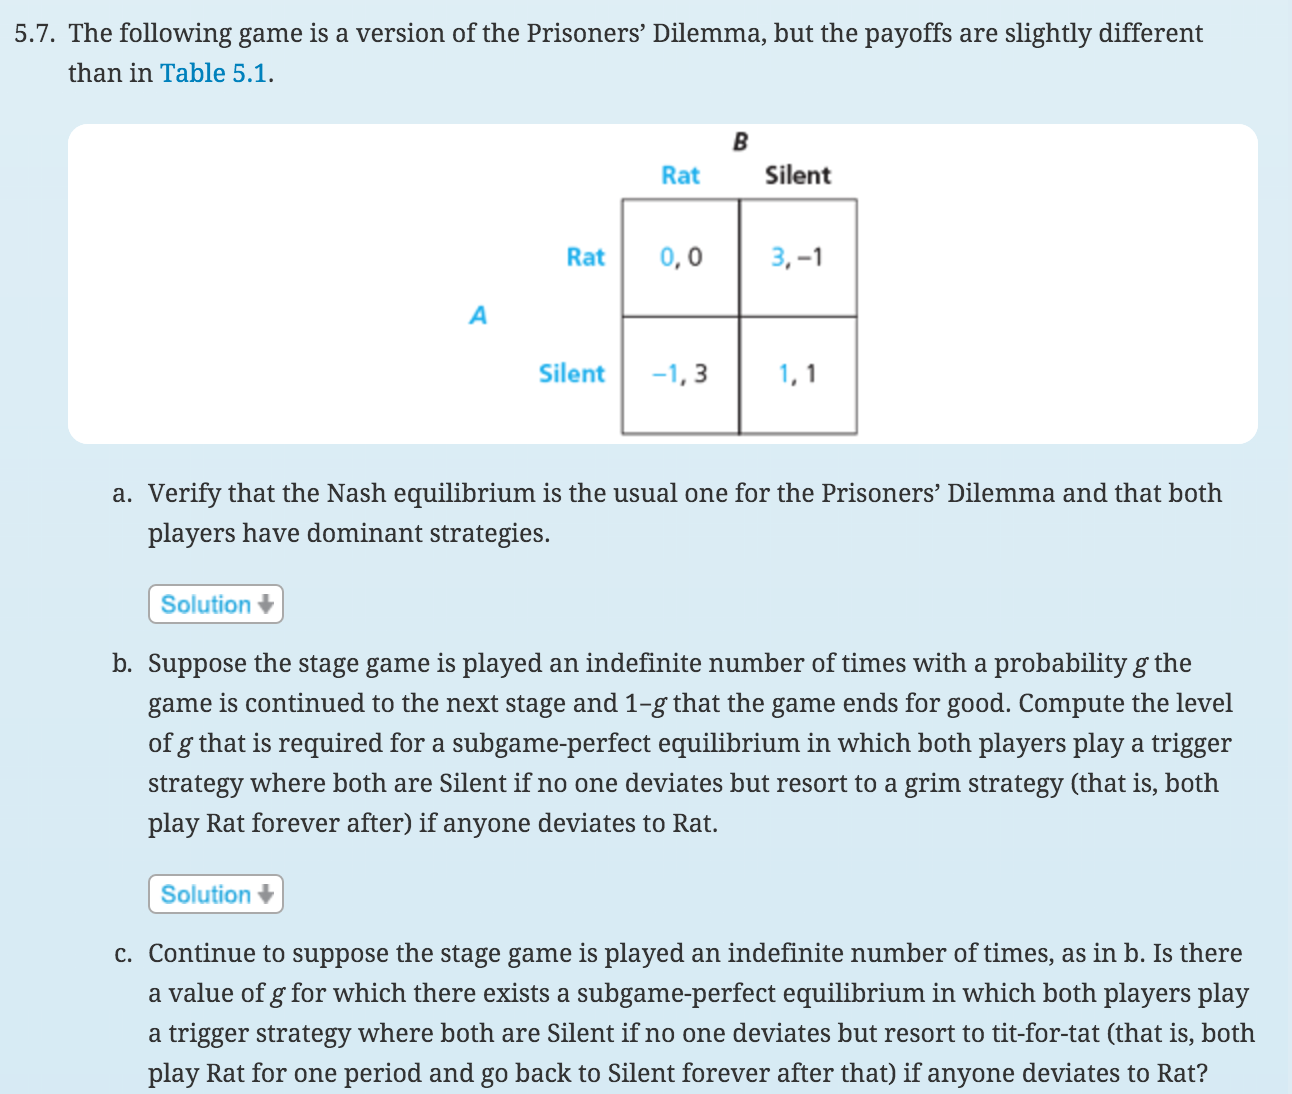 5.7. The following game is a version of the Prisoners’ Dilemma, but the payoffs are slightly different
than in Table 5.1.
B
Rat Silent
Rat 0, 0 3, −1
A
Silent −1, 3 1, 1
a. Verify that the Nash equilibrium is the usual one for the Prisoners’ Dilemma and that both
players have dominant strategies.
Solution
b. Suppose the stage game is played an indefinite number of times with a probability g the
game is continued to the next stage and 1−g that the game ends for good. Compute the level
of g that is required for a subgame-perfect equilibrium in which both players play a trigger
strategy where both are Silent if no one deviates but resort to a grim strategy (that is, both
play Rat forever after) if anyone deviates to Rat.
Solution
c. Continue to suppose the stage game is played an indefinite number of times, as in b. Is there
a value of g for which there exists a subgame-perfect equilibrium in which both players play
a trigger strategy where both are Silent if no one deviates but resort to tit-for-tat (that is, both
play Rat for one period and go back to Silent forever after that) if anyone deviates to Rat?